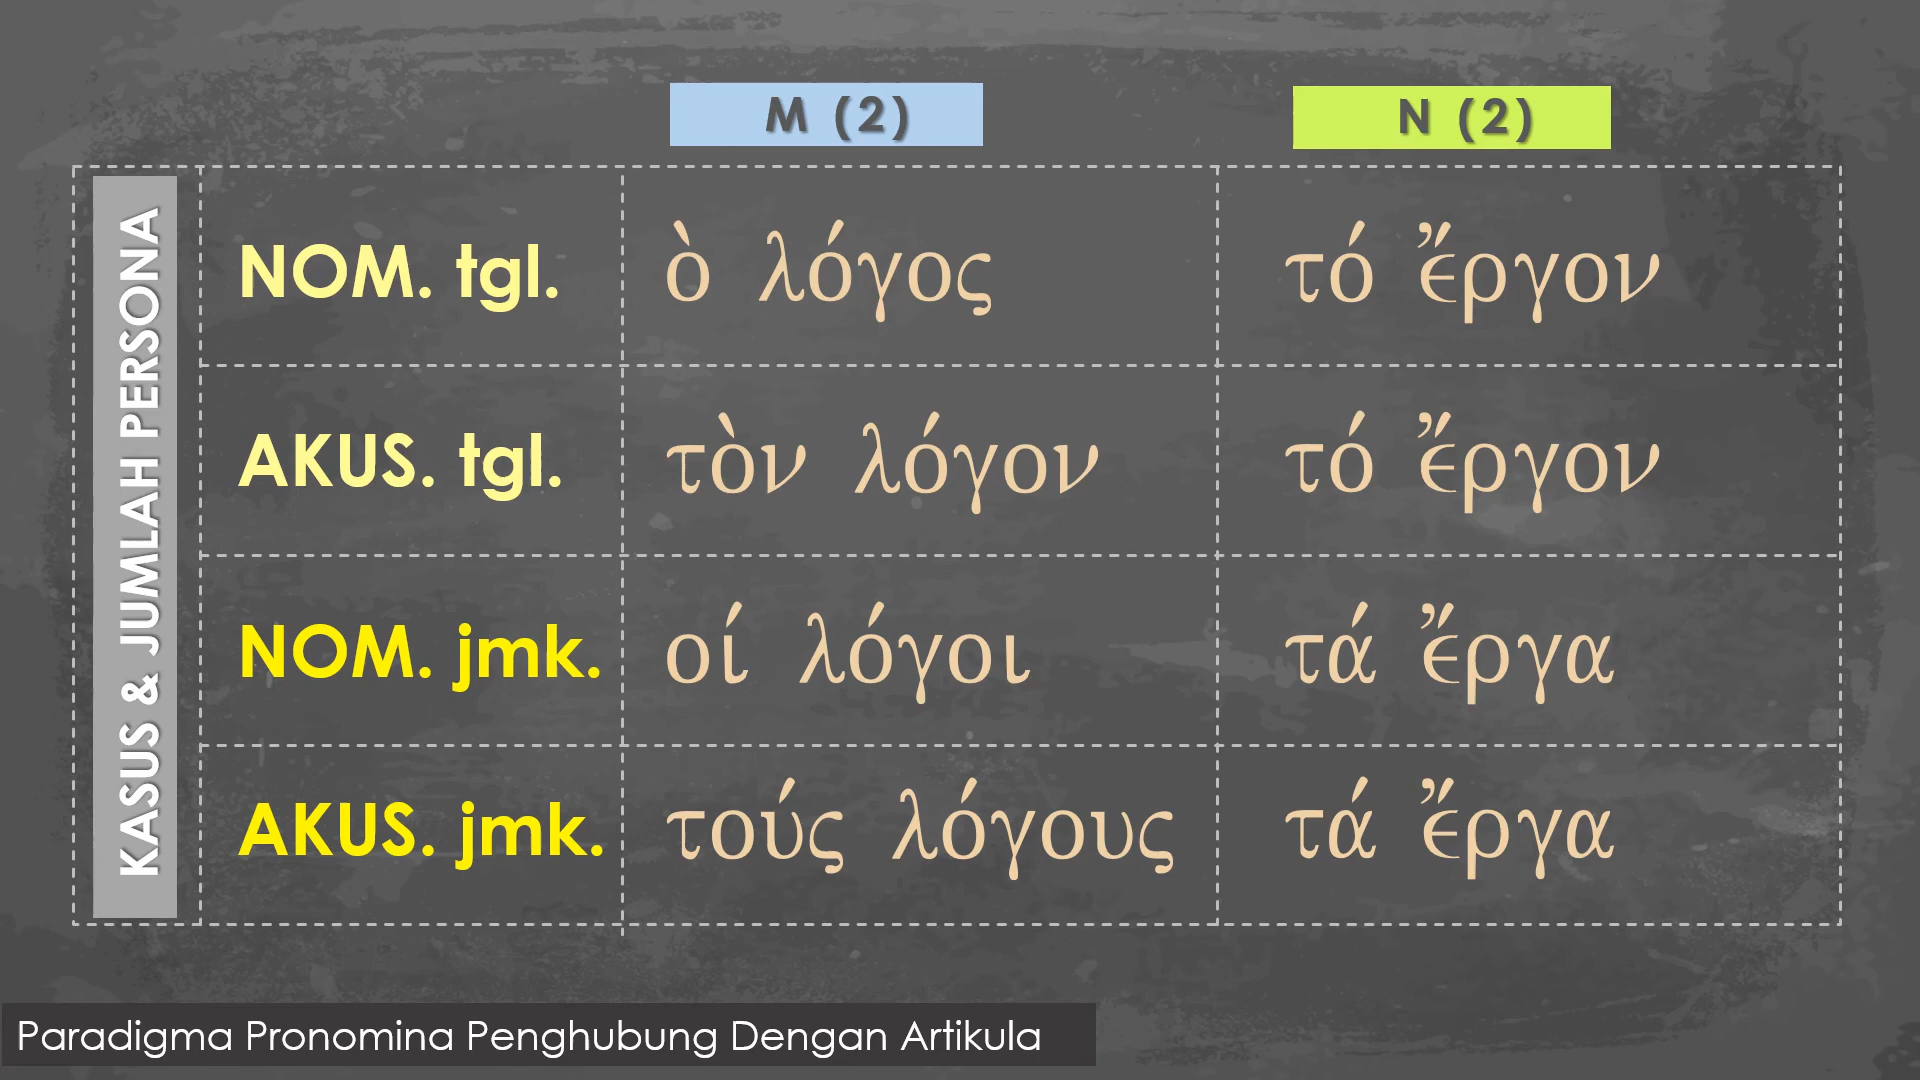 M (2)
N (2)
KASUS & JUMLAH PERSONA
NOM. tgl. ὸ λόγος τό ἔργον
AKUS. tgl. τὸν λόγον τό ἔργον
NOM. jmk. οί λόγοι τά ἔργα
AKUS. jmk. τούς λόγους τά ἔργα
Paradigma Pronomina Penghubung Dengan Artikula